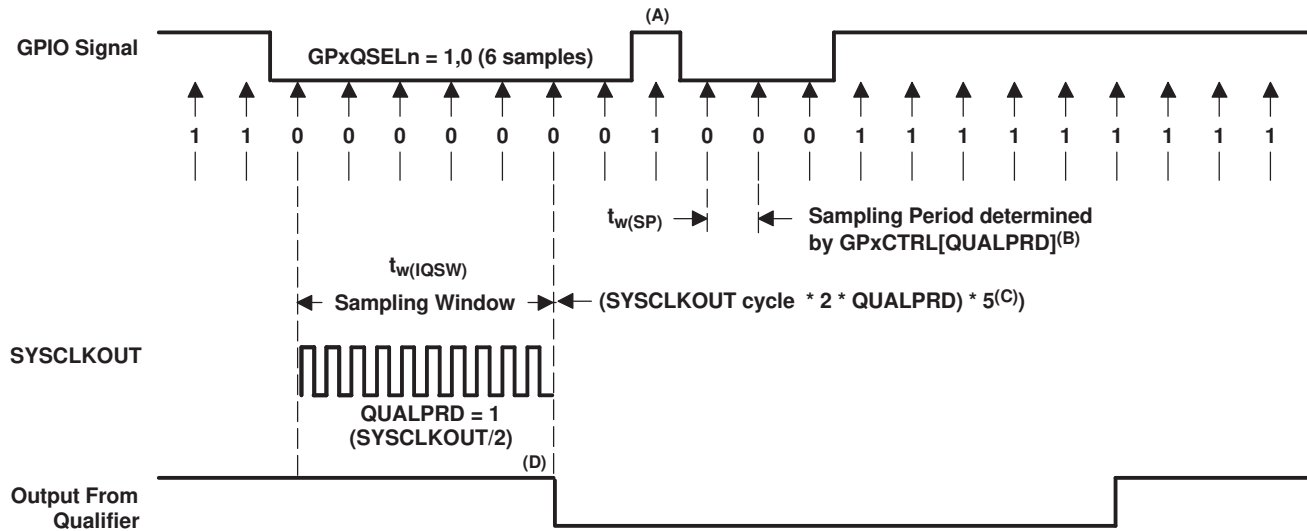 (A)
GPIO Signal
GPxQSELn = 1,0 (6 samples)
1 1 0 0 0 0 0 0 0 1 0 0 0 1 1 1 1 1 1 1 1 1
tw(SP)
Sampling Period determined
by GPxCTRL[QUALPRD](B)
tw(IQSW)
Sampling Window
(SYSCLKOUT cycle * 2 * QUALPRD) * 5(C))
SYSCLKOUT
QUALPRD = 1
(SYSCLKOUT/2)
(D)
Output From
Qualifier